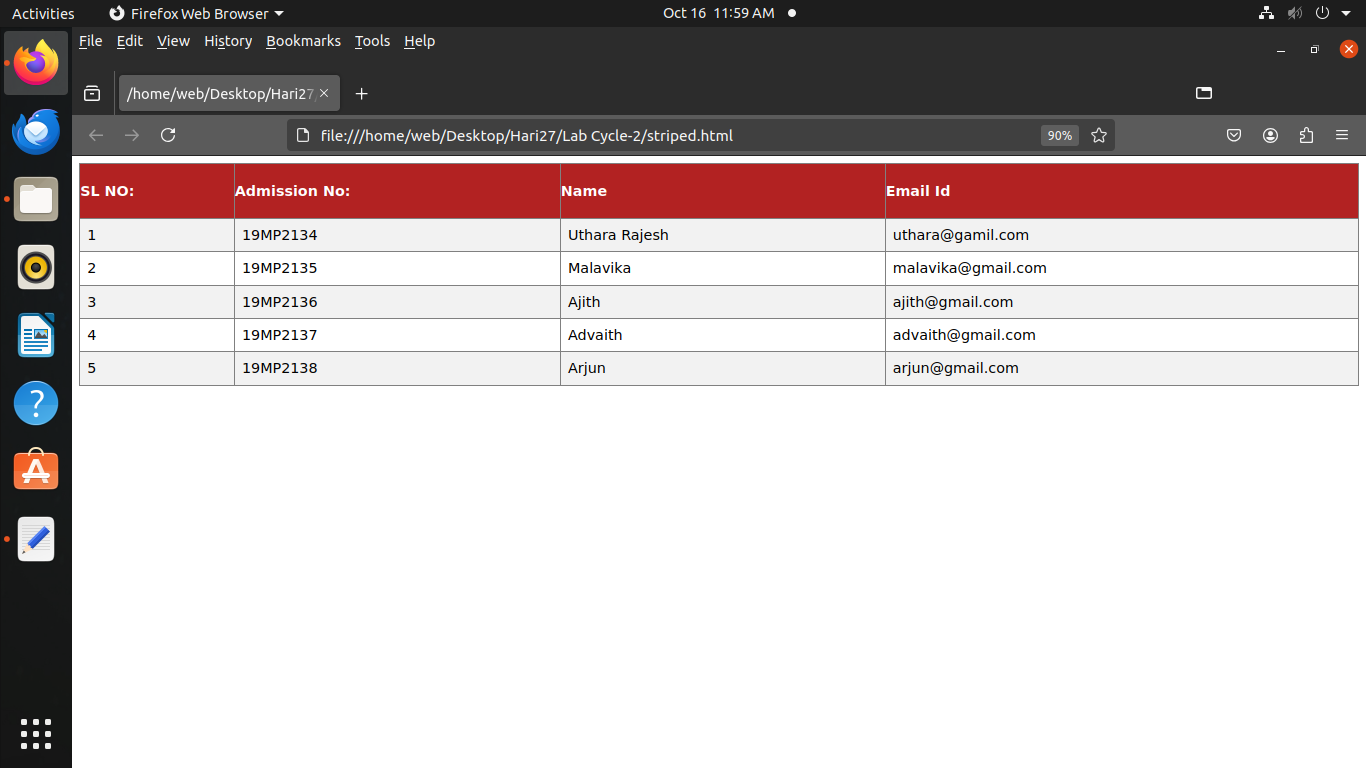 Activities Firefox Web Browser Oct 16 11:59 AM
File Edit View History Bookmarks Tools Help
/home/web/Desktop/Hari27/
file:///home/web/Desktop/Hari27/Lab Cycle-2/striped.html 90%
SL NO: Admission No: Name Email Id
1 19MP2134 Uthara Rajesh uthara@gamil.com
2 19MP2135 Malavika malavika@gmail.com
3 19MP2136 Ajith ajith@gmail.com
4 19MP2137 Advaith advaith@gmail.com
5 19MP2138 Arjun arjun@gmail.com